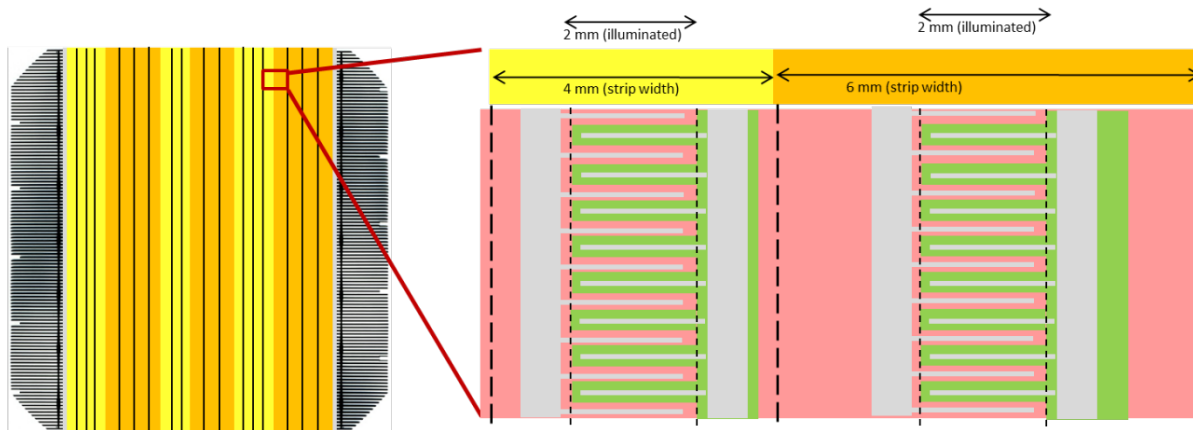 2 mm (illuminated)
2 mm (illuminated)
4 mm (strip width)
6 mm (strip width)